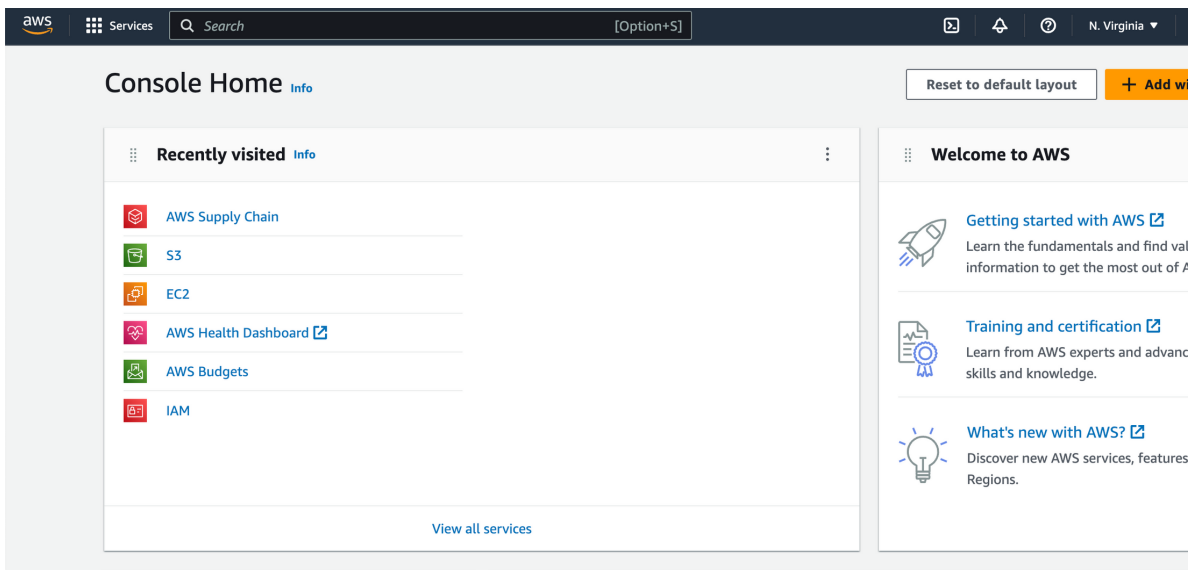 aws
Services
Search
[Option+S]
N. Virginia
Console Home Info
Reset to default layout
+ Add wi
Recently visited Info
AWS Supply Chain
S3
EC2
AWS Health Dashboard
AWS Budgets
IAM
View all services
Welcome to AWS
Getting started with AWS
Learn the fundamentals and find val
information to get the most out of A
Training and certification
Learn from AWS experts and advanc
skills and knowledge.
What's new with AWS?
Discover new AWS services, features
Regions.